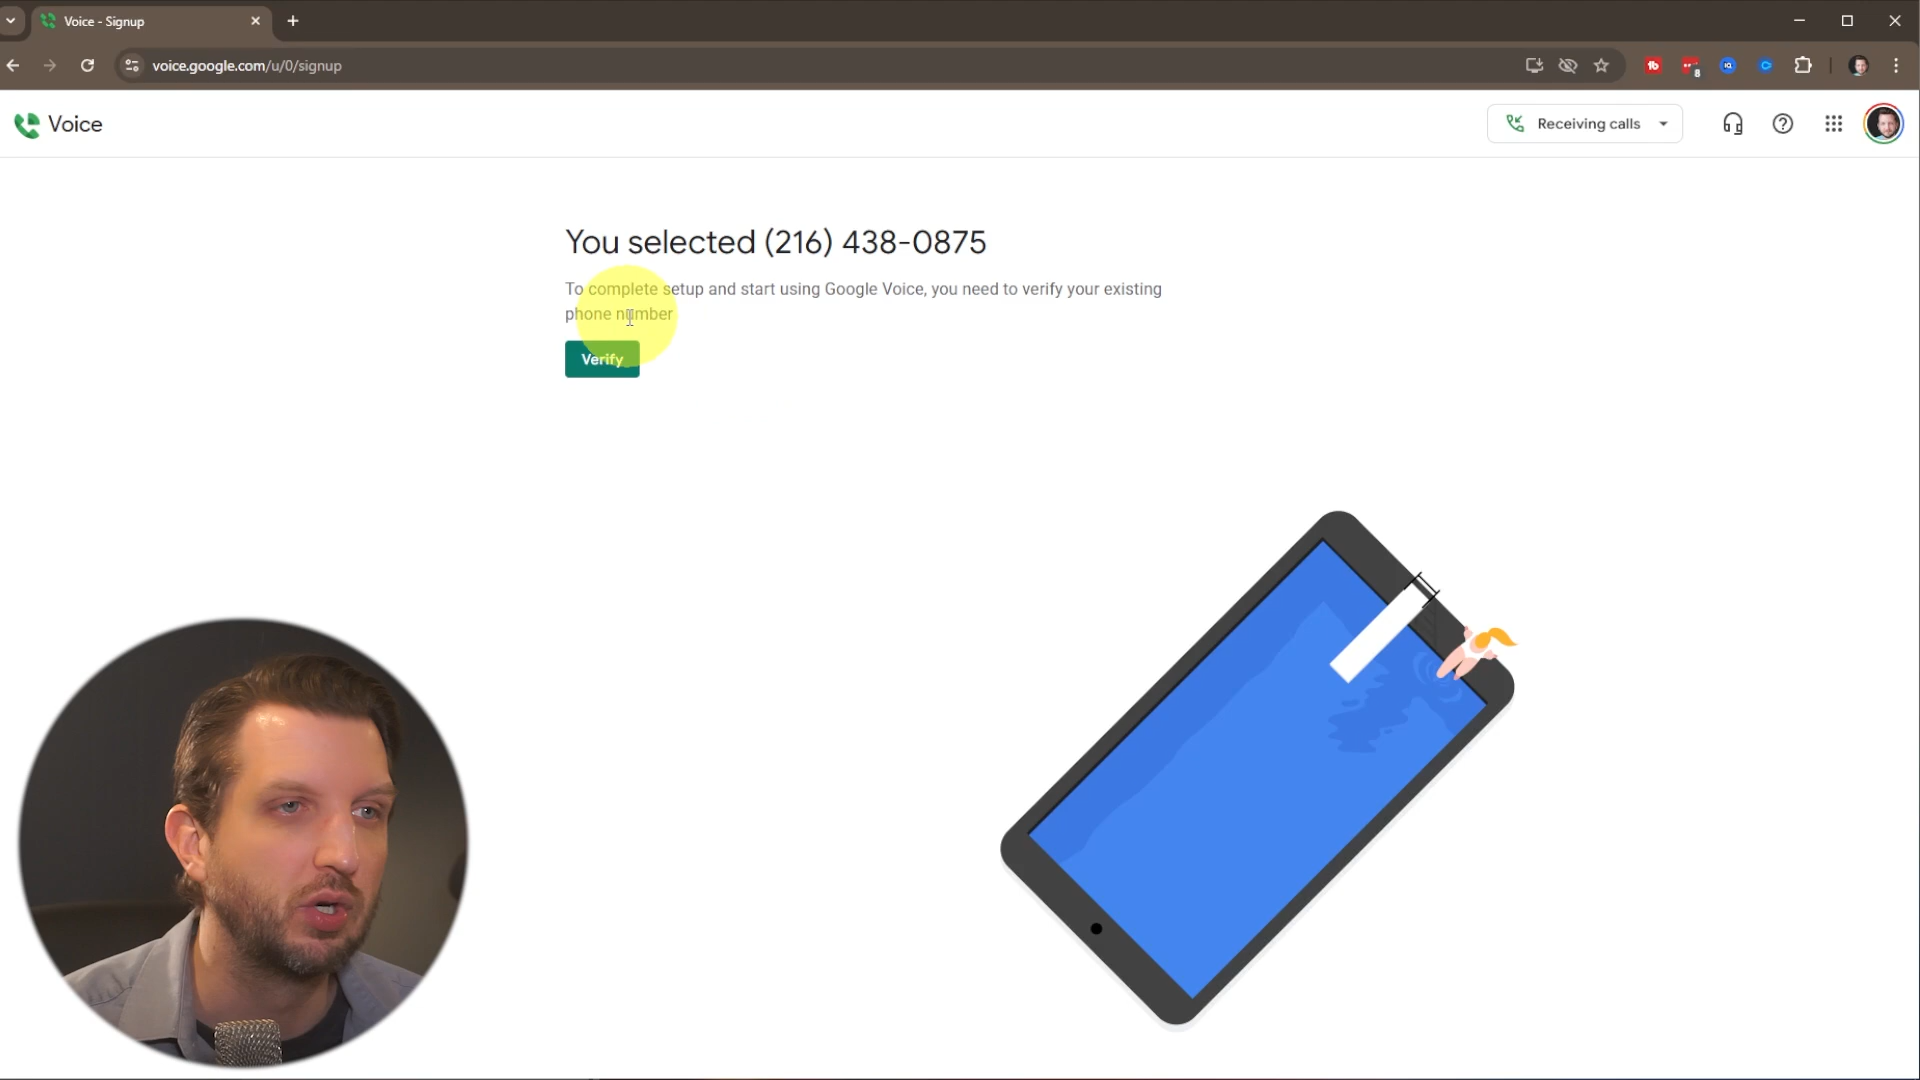 Voice - Signup
voice.google.com/u/0/signup
8
Voice
Receiving calls
You selected (216) 438-0875
To complete setup and start using Google Voice, you need to verify your existing
phone number
Verify